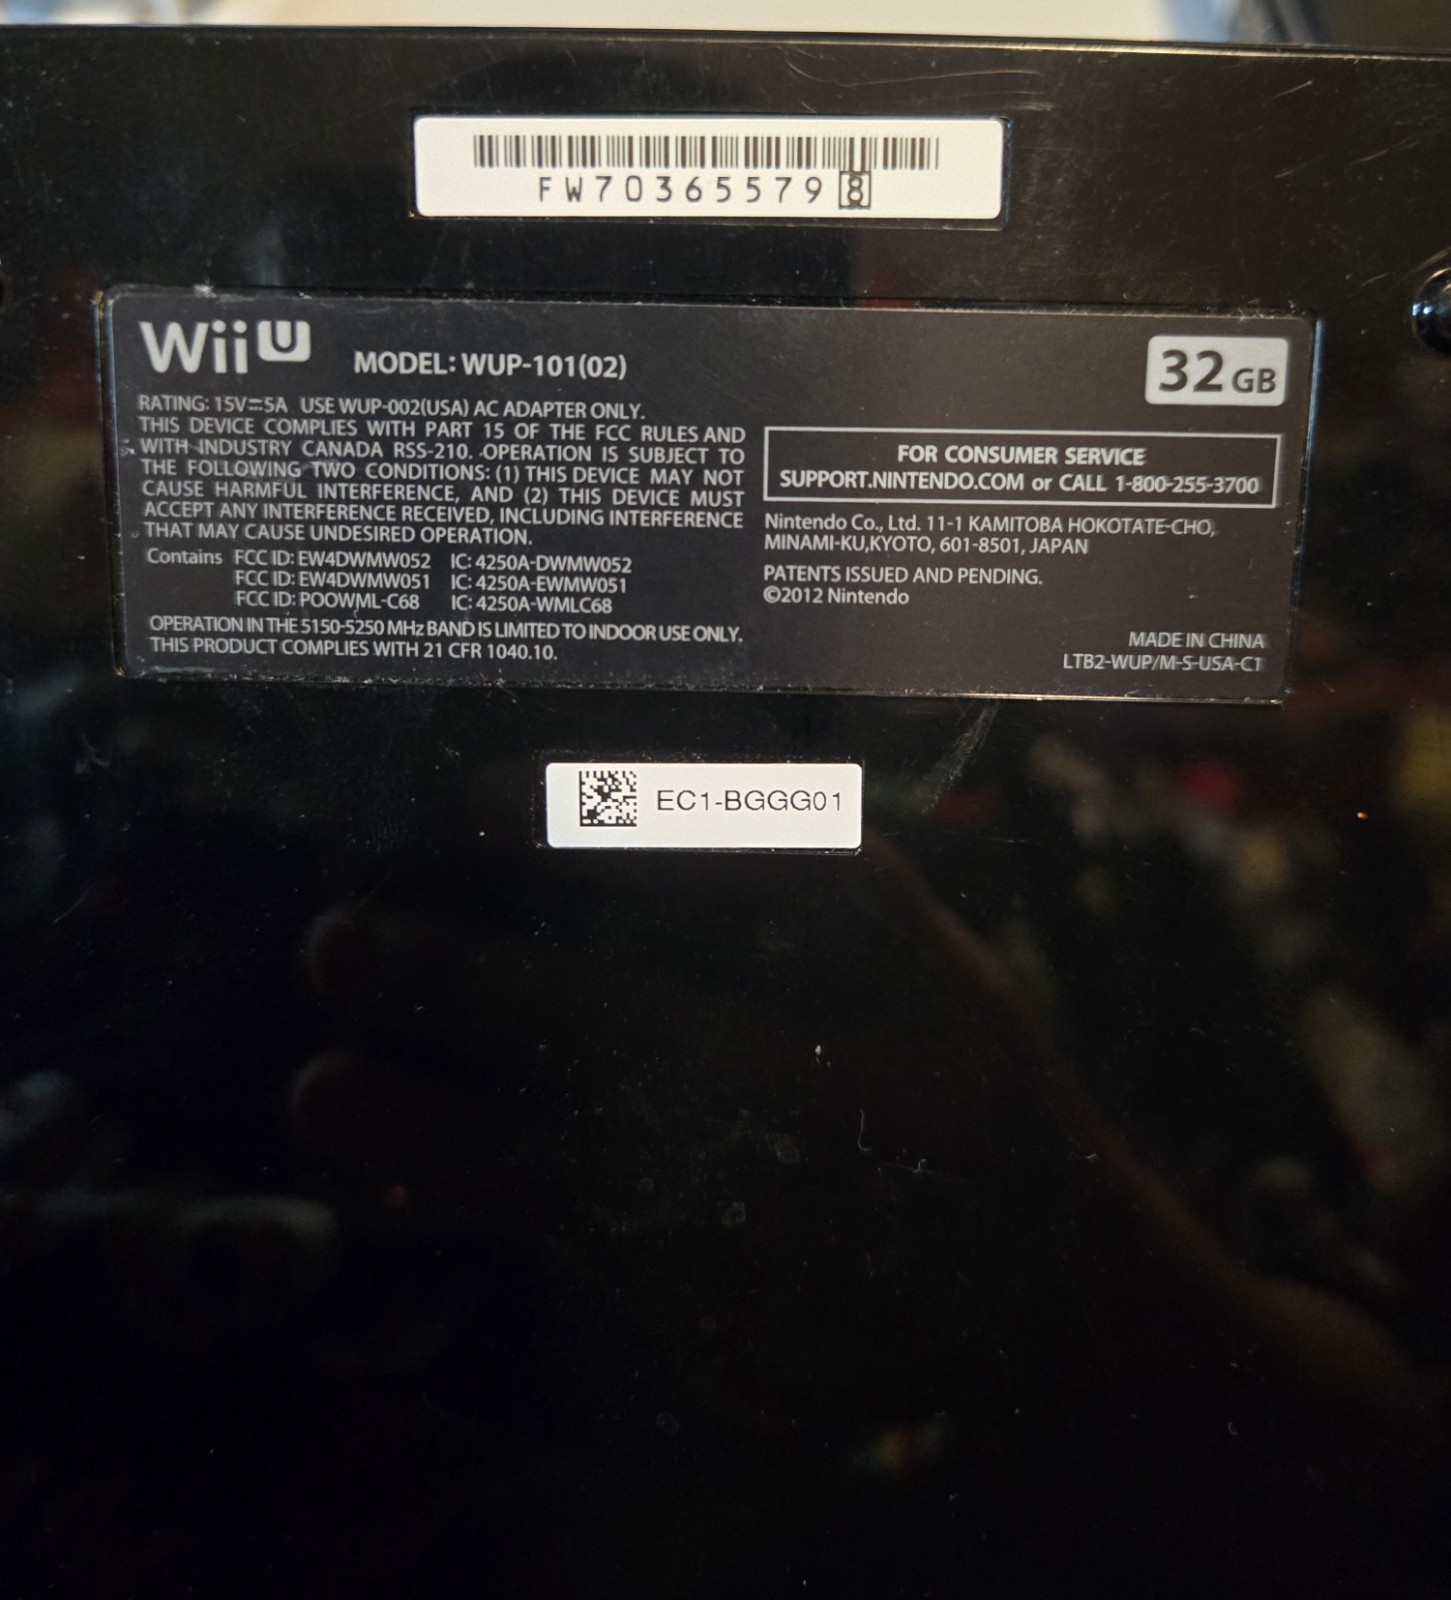 FW703655798
Wii U MODEL: WUP-101(02)
32 GB
RATING: 15V⎓5A USE WUP-002(USA) AC ADAPTER ONLY.
THIS DEVICE COMPLIES WITH PART 15 OF THE FCC RULES AND
WITH INDUSTRY CANADA RSS-210. OPERATION IS SUBJECT TO
THE FOLLOWING TWO CONDITIONS: (1) THIS DEVICE MAY NOT
CAUSE HARMFUL INTERFERENCE, AND (2) THIS DEVICE MUST
ACCEPT ANY INTERFERENCE RECEIVED, INCLUDING INTERFERENCE
THAT MAY CAUSE UNDESIRED OPERATION.
Contains FCC ID: EW4DWMW052 IC: 4250A-DWMW052
FCC ID: EW4DWMW051 IC: 4250A-EWMW051
FCC ID: POOWML-C68 IC: 4250A-WMLC68
OPERATION IN THE 5150-5250 MHz BAND IS LIMITED TO INDOOR USE ONLY.
THIS PRODUCT COMPLIES WITH 21 CFR 1040.10.
FOR CONSUMER SERVICE
SUPPORT.NINTENDO.COM or CALL 1-800-255-3700
Nintendo Co., Ltd. 11-1 KAMITOBA HOKOTATE-CHO,
MINAMI-KU,KYOTO, 601-8501, JAPAN
PATENTS ISSUED AND PENDING.
©2012 Nintendo
MADE IN CHINA
LTB2-WUP/M-S-USA-C1
EC1-BGGG01